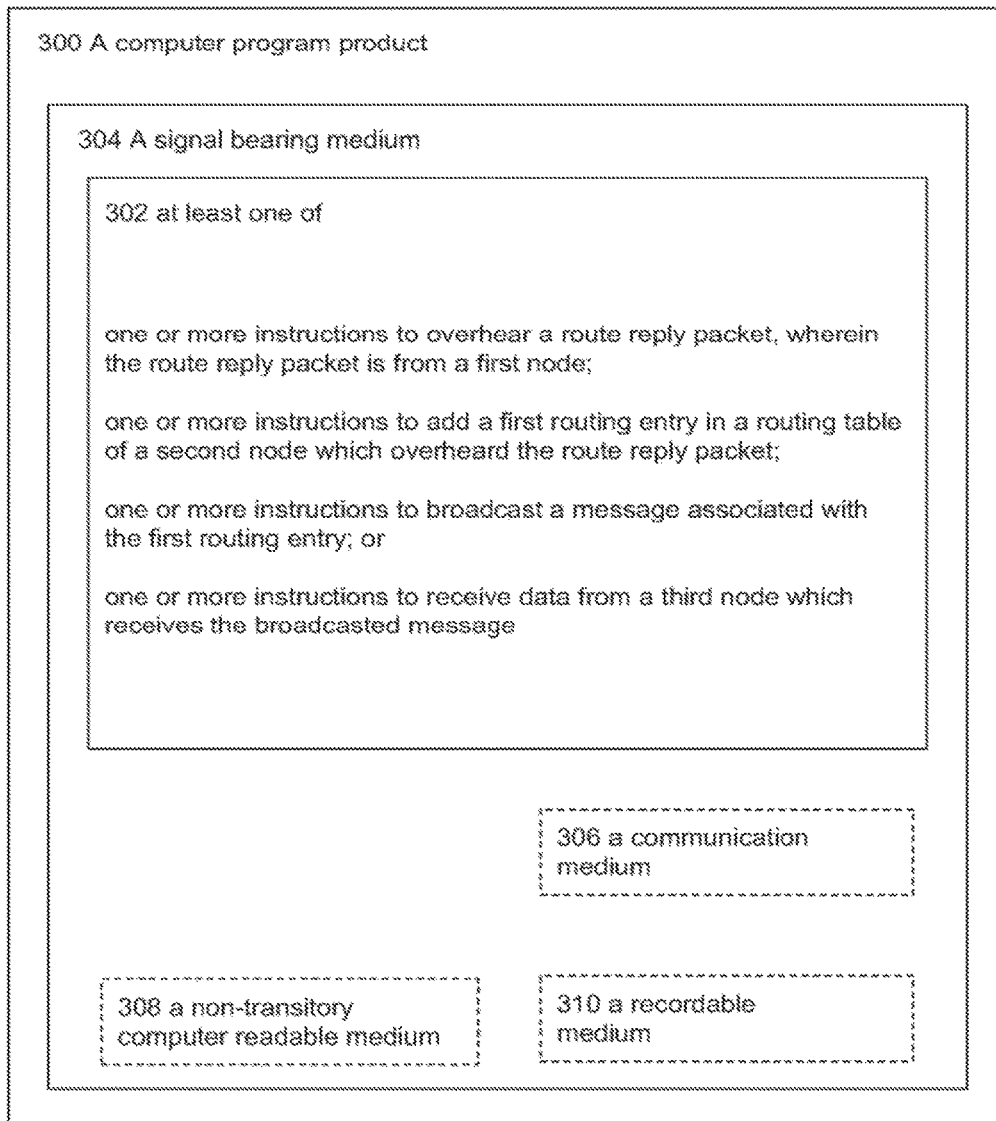 300 A computer program product
304 A signal bearing medium
302 at least one of
one or more instructions to overhear a route reply packet, wherein
the route reply packet is from a first node;
one or more instructions to add a first routing entry in a routing table
of a second node which overheard the route reply packet;
one or more instructions to broadcast a message associated with
the first routing entry; or
one or more instructions to receive data from a third node which
receives the broadcasted message
306 a communication
medium
308 a non-transitory
computer readable medium
310 a recordable
medium